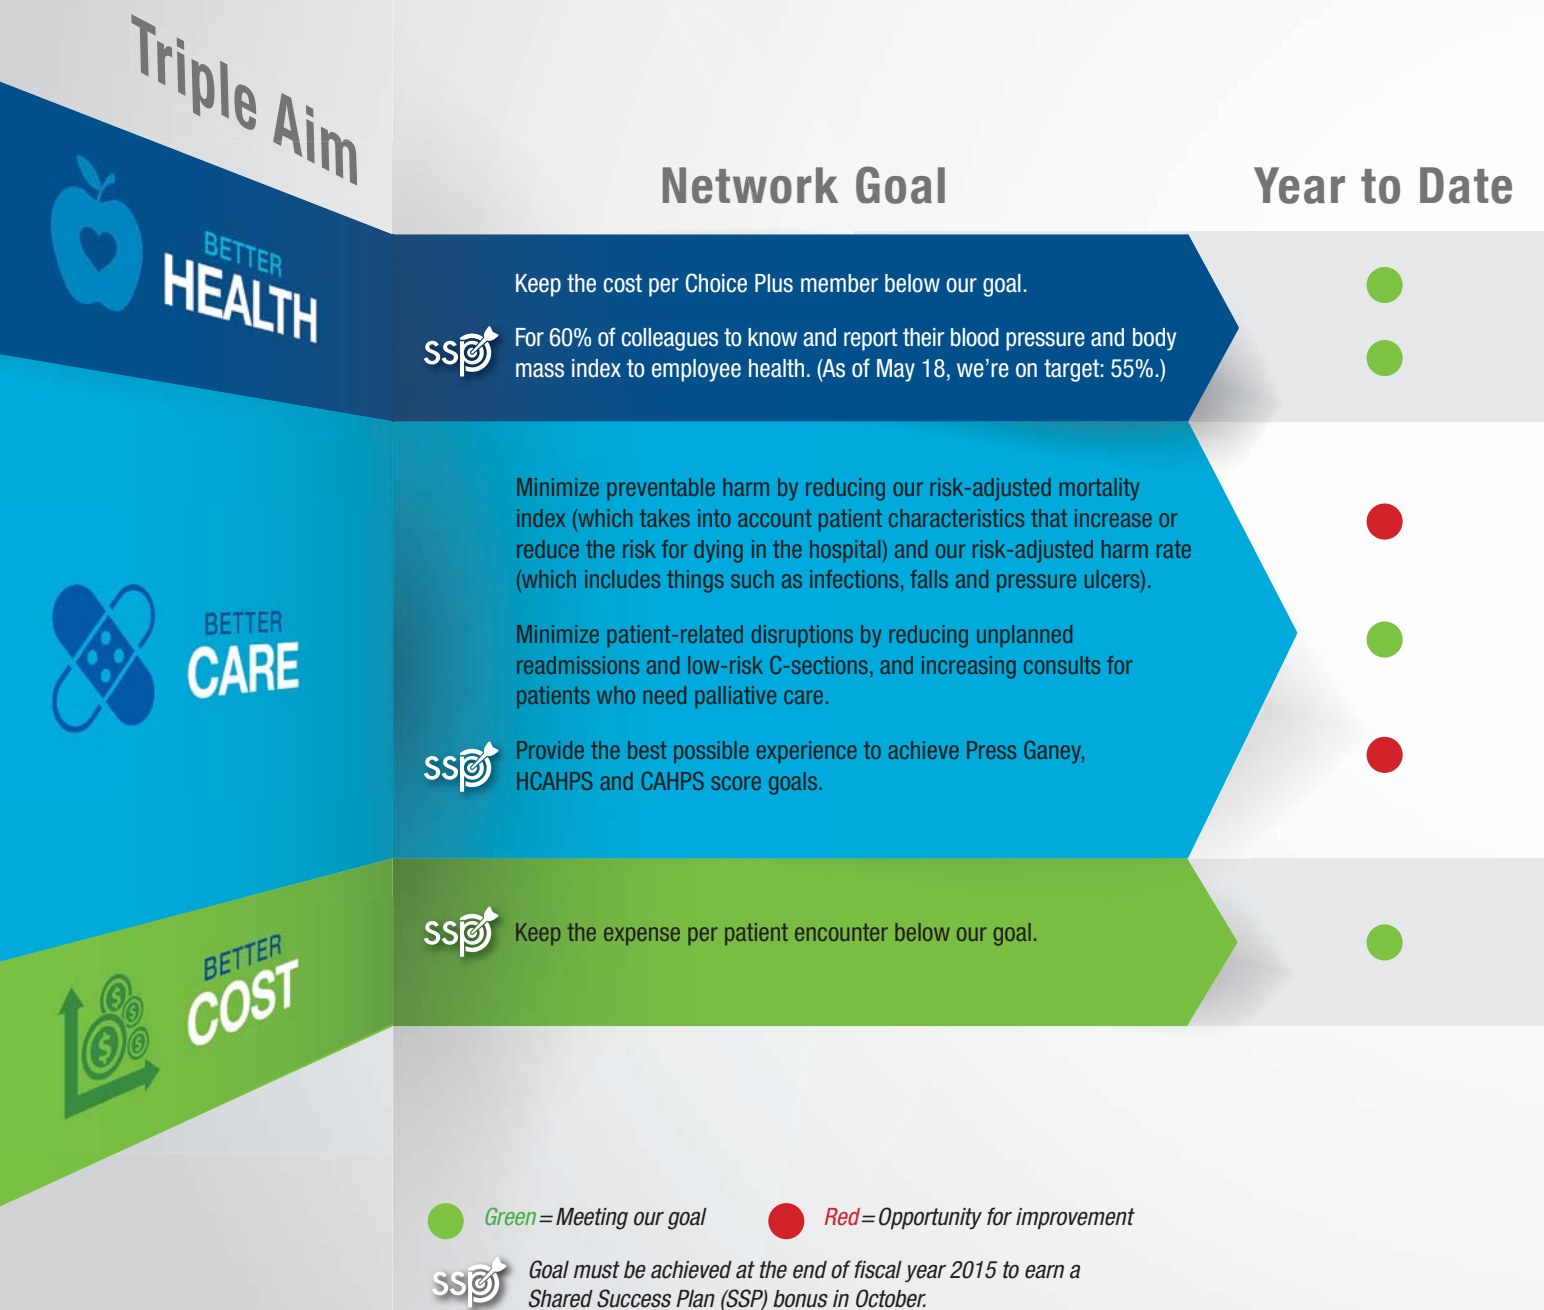 Triple Aim
Network Goal
Year to Date
BETTER
HEALTH
Keep the cost per Choice Plus member below our goal.
ssp
For 60% of colleagues to know and report their blood pressure and body
mass index to employee health. (As of May 18, we're on target: 55%.)
BETTER
CARE
Minimize preventable harm by reducing our risk-adjusted mortality
index (which takes into account patient characteristics that increase or
reduce the risk for dying in the hospital) and our risk-adjusted harm rate
(which includes things such as infections, falls and pressure ulcers).
Minimize patient-related disruptions by reducing unplanned
readmissions and low-risk C-sections, and increasing consults for
patients who need palliative care.
ssp
Provide the best possible experience to achieve Press Ganey,
HCAHPS and CAHPS score goals.
BETTER
COST
$
$
$
$
ssp
Keep the expense per patient encounter below our goal.
Green=Meeting our goal
Red=Opportunity for improvement
ssp
Goal must be achieved at the end of fiscal year 2015 to earn a
Shared Success Plan (SSP) bonus in October.